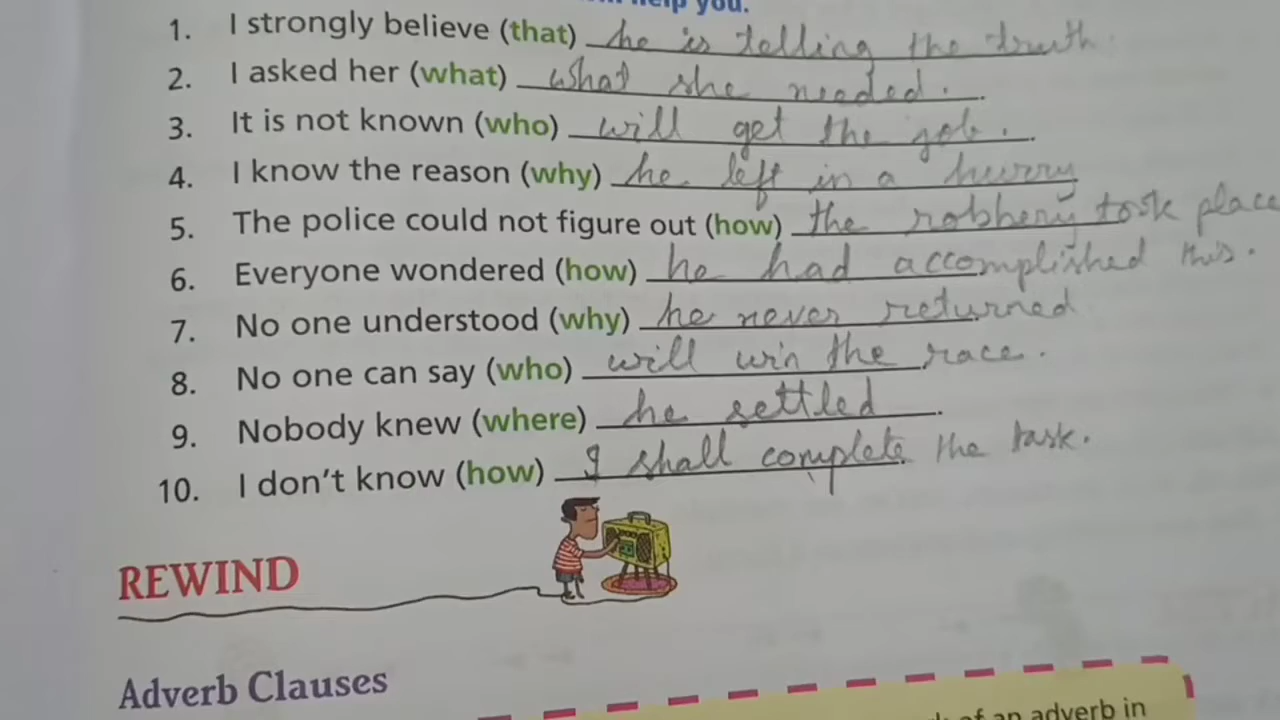 help you.
1. I strongly believe (that) he is telling the truth.
2. I asked her (what) what she needed.
3. It is not known (who) will get the job.
4. I know the reason (why) he left in a hurry
5. The police could not figure out (how) the robbery took place
6. Everyone wondered (how) he had accomplished this.
7. No one understood (why) he never returned
8. No one can say (who) will win the race.
9. Nobody knew (where) he settled.
10. I don't know (how) I shall complete the task.
REWIND
Adverb Clauses
of an adverb in